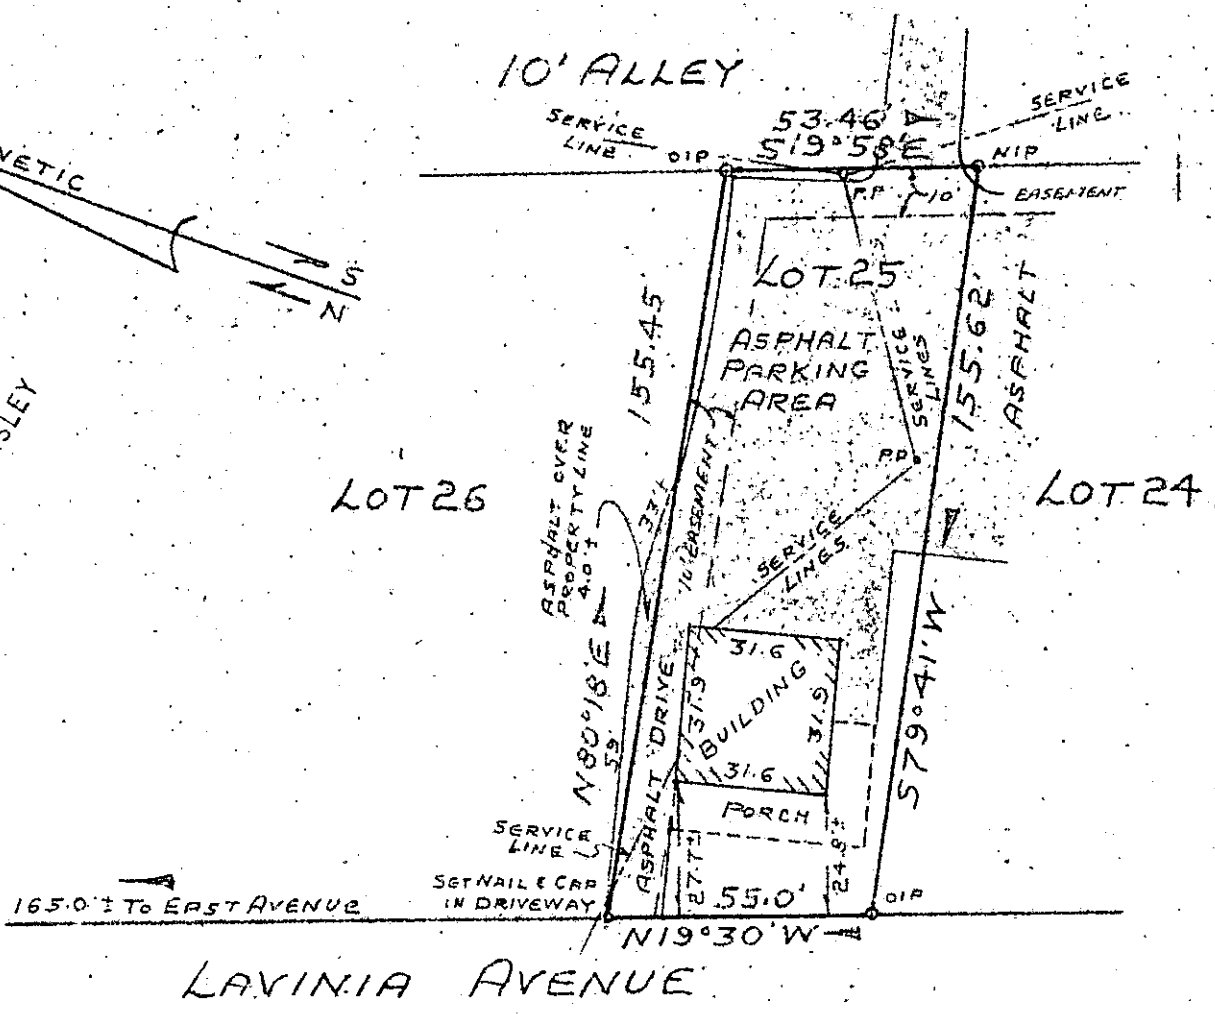 10' ALLEY
SERVICE
LINE
53.46'
S19°58'E
SERVICE
LINE
OIP
NIP
P.P
10'
EASEMENT
NETIC
S
N
LOT 25
155.45
ASPHALT
PARKING
AREA
SERVICE
LINES
155.62'
ASPHALT
SLEY
ASPHALT OVER
PROPERTY LINE
4.0'±
33'±
10' EASEMENT
P.P
LOT 26
LOT 24
SERVICE
LINES
N80°18'E
59'
ASPHALT DRIVE
31.6
31.9
BUILDING
31.9
31.6
S79°41'W
PORCH
SERVICE
LINE
27.7'±
24.8'±
SET NAIL & CAP
IN DRIVEWAY
55.0'
OIP
165.0'± TO EAST AVENUE
N19°30'W
LAVINIA AVENUE